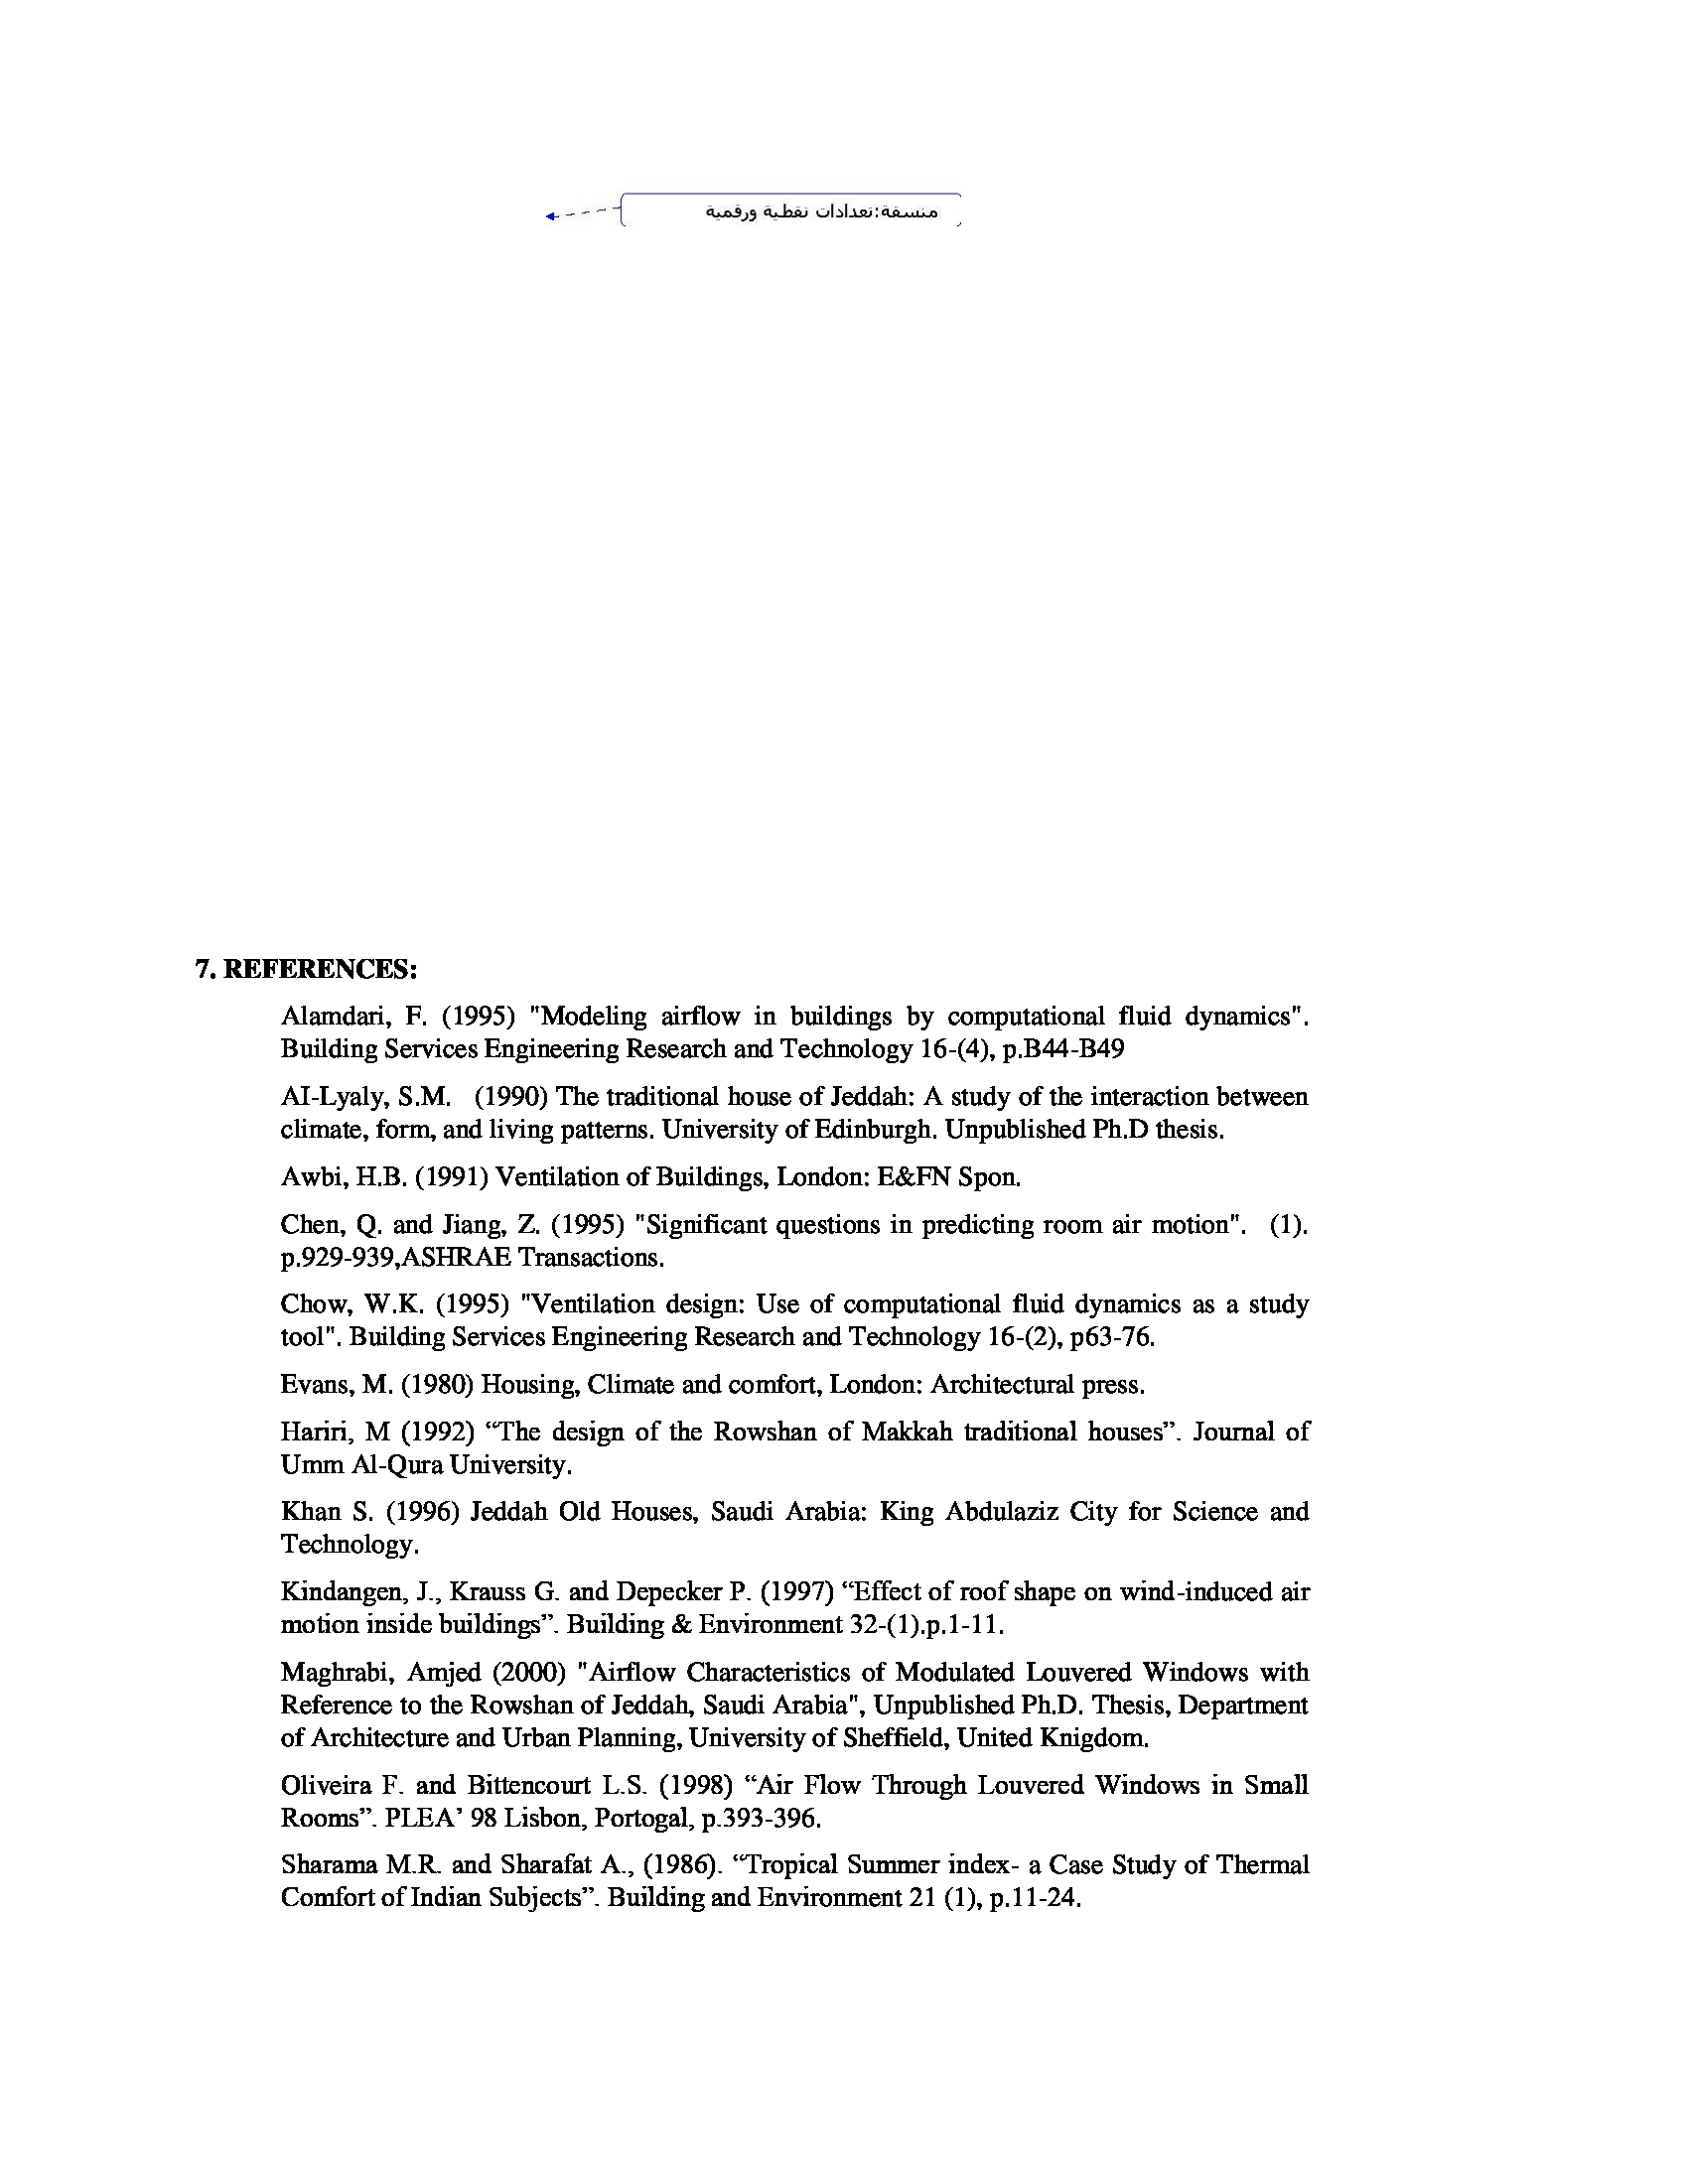 منسقة:تعدادات نقطية ورقمية
7. REFERENCES:
Alamdari, F. (1995) "Modeling airflow in buildings by computational fluid dynamics".
Building Services Engineering Research and Technology 16-(4), p.B44-B49
AI-Lyaly, S.M. (1990) The traditional house of Jeddah: A study of the interaction between
climate, form, and living patterns. University of Edinburgh. Unpublished Ph.D thesis.
Awbi, H.B. (1991) Ventilation of Buildings, London: E&FN Spon.
Chen, Q. and Jiang, Z. (1995) "Significant questions in predicting room air motion". (1).
p.929-939,ASHRAE Transactions.
Chow, W.K. (1995) "Ventilation design: Use of computational fluid dynamics as a study
tool". Building Services Engineering Research and Technology 16-(2), p63-76.
Evans, M. (1980) Housing, Climate and comfort, London: Architectural press.
Hariri, M (1992) “The design of the Rowshan of Makkah traditional houses”. Journal of
Umm Al-Qura University.
Khan S. (1996) Jeddah Old Houses, Saudi Arabia: King Abdulaziz City for Science and
Technology.
Kindangen, J., Krauss G. and Depecker P. (1997) “Effect of roof shape on wind-induced air
motion inside buildings”. Building & Environment 32-(1).p.1-11.
Maghrabi, Amjed (2000) "Airflow Characteristics of Modulated Louvered Windows with
Reference to the Rowshan of Jeddah, Saudi Arabia", Unpublished Ph.D. Thesis, Department
of Architecture and Urban Planning, University of Sheffield, United Knigdom.
Oliveira F. and Bittencourt L.S. (1998) “Air Flow Through Louvered Windows in Small
Rooms”. PLEA’ 98 Lisbon, Portogal, p.393-396.
Sharama M.R. and Sharafat A., (1986). “Tropical Summer index- a Case Study of Thermal
Comfort of Indian Subjects”. Building and Environment 21 (1), p.11-24.